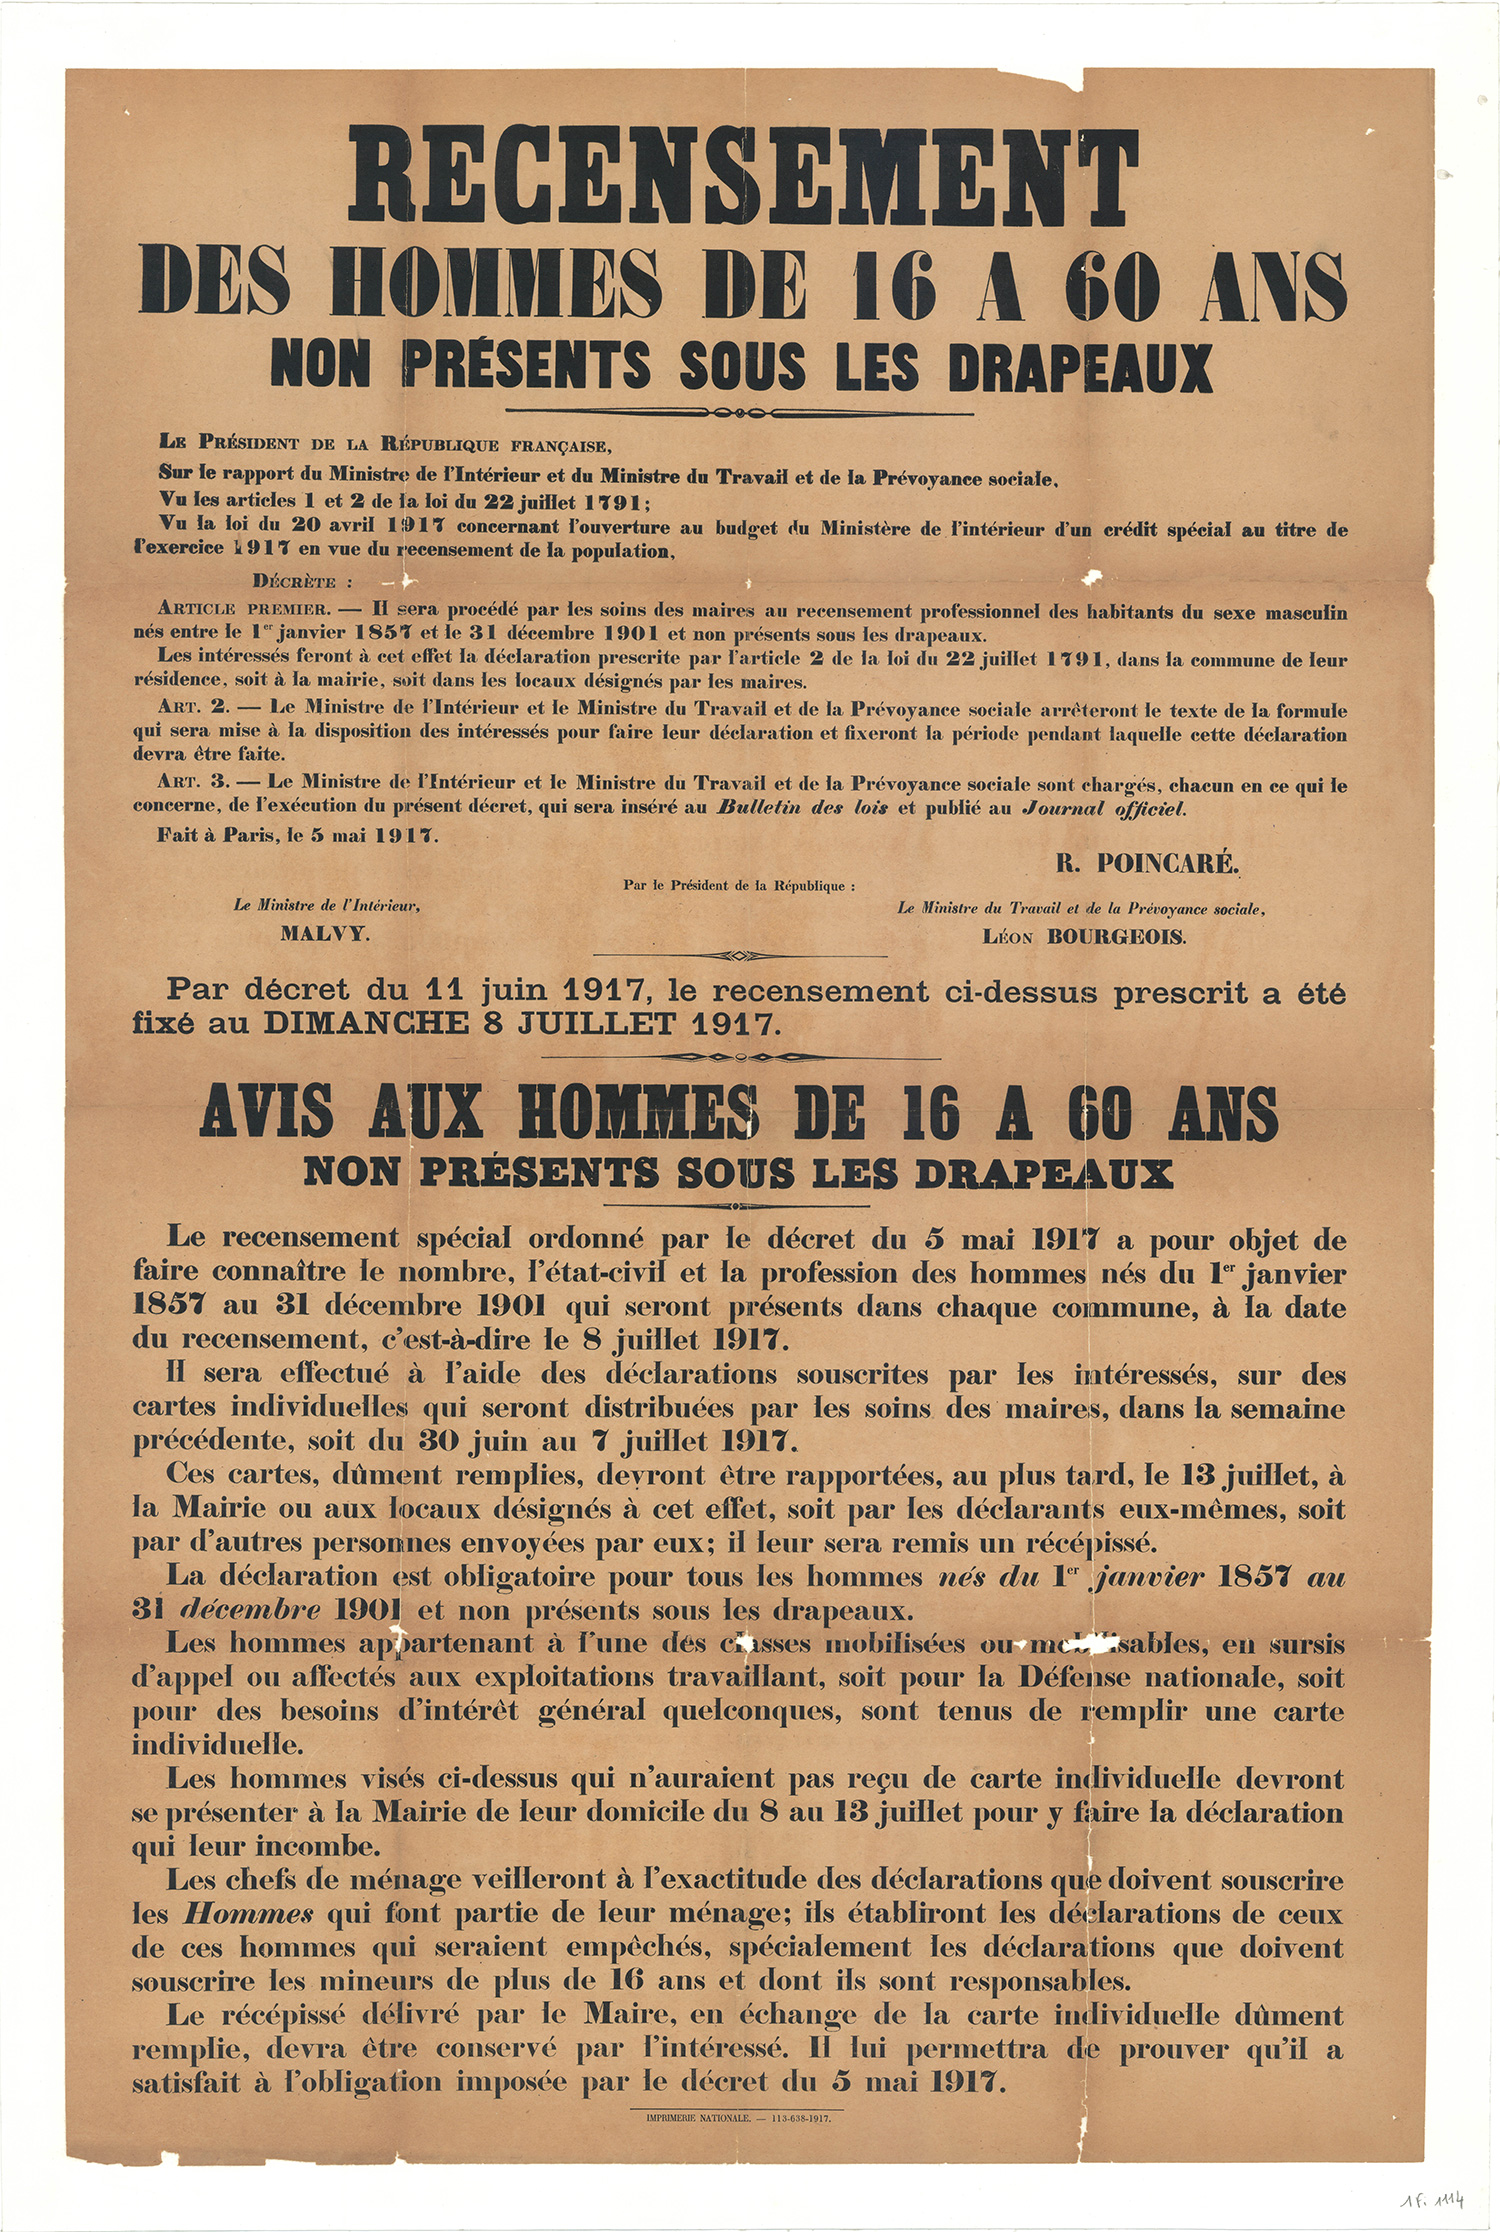 RECENSEMENT
DES HOMMES DE 16 A 60 ANS
NON PRÉSENTS SOUS LES DRAPEAUX
LE PRÉSIDENT DE LA RÉPUBLIQUE FRANÇAISE,
Sur le rapport du Ministre de l'Intérieur et du Ministre du Travail et de la Prévoyance sociale,
Vu les articles 1 et 2 de la loi du 22 juillet 1791;
Vu la loi du 20 avril 1917 concernant l'ouverture au budget du Ministère de l'intérieur d'un crédit spécial au titre de
l'exercice 1917 en vue du recensement de la population,
DÉCRÈTE :
ARTICLE PREMIER. — Il sera procédé par les soins des maires au recensement professionnel des habitants du sexe masculin
nés entre le 1er janvier 1857 et le 31 décembre 1901 et non présents sous les drapeaux.
Les intéressés feront à cet effet la déclaration prescrite par l'article 2 de la loi du 22 juillet 1791, dans la commune de leur
résidence, soit à la mairie, soit dans les locaux désignés par les maires.
ART. 2. — Le Ministre de l'Intérieur et le Ministre du Travail et de la Prévoyance sociale arrêteront le texte de la formule
qui sera mise à la disposition des intéressés pour faire leur déclaration et fixeront la période pendant laquelle cette déclaration
devra être faite.
ART. 3. — Le Ministre de l'Intérieur et le Ministre du Travail et de la Prévoyance sociale sont chargés, chacun en ce qui le
concerne, de l'exécution du présent décret, qui sera inséré au Bulletin des lois et publié au Journal officiel.
Fait à Paris, le 5 mai 1917.
R. POINCARÉ.
Par le Président de la République :
Le Ministre de l'Intérieur,
MALVY.
Le Ministre du Travail et de la Prévoyance sociale,
LÉON BOURGEOIS.
Par décret du 11 juin 1917, le recensement ci-dessus prescrit a été
fixé au DIMANCHE 8 JUILLET 1917.
AVIS AUX HOMMES DE 16 A 60 ANS
NON PRÉSENTS SOUS LES DRAPEAUX
Le recensement spécial ordonné par le décret du 5 mai 1917 a pour objet de
faire connaître le nombre, l'état-civil et la profession des hommes nés du 1er janvier
1857 au 31 décembre 1901 qui seront présents dans chaque commune, à la date
du recensement, c'est-à-dire le 8 juillet 1917.
Il sera effectué à l'aide des déclarations souscrites par les intéressés, sur des
cartes individuelles qui seront distribuées par les soins des maires, dans la semaine
précédente, soit du 30 juin au 7 juillet 1917.
Ces cartes, dûment remplies, devront être rapportées, au plus tard, le 13 juillet, à
la Mairie ou aux locaux désignés à cet effet, soit par les déclarants eux-mêmes, soit
par d'autres personnes envoyées par eux; il leur sera remis un récépissé.
La déclaration est obligatoire pour tous les hommes nés du 1er janvier 1857 au
31 décembre 1901 et non présents sous les drapeaux.
Les hommes appartenant à l'une des classes mobilisées ou mobilisables, en sursis
d'appel ou affectés aux exploitations travaillant, soit pour la Défense nationale, soit
pour des besoins d'intérêt général quelconques, sont tenus de remplir une carte
individuelle.
Les hommes visés ci-dessus qui n'auraient pas reçu de carte individuelle devront
se présenter à la Mairie de leur domicile du 8 au 13 juillet pour y faire la déclaration
qui leur incombe.
Les chefs de ménage veilleront à l'exactitude des déclarations que doivent souscrire
les Hommes qui font partie de leur ménage; ils établiront les déclarations de ceux
de ces hommes qui seraient empêchés, spécialement les déclarations que doivent
souscrire les mineurs de plus de 16 ans et dont ils sont responsables.
Le récépissé délivré par le Maire, en échange de la carte individuelle dûment
remplie, devra être conservé par l'intéressé. Il lui permettra de prouver qu'il a
satisfait à l'obligation imposée par le décret du 5 mai 1917.
IMPRIMERIE NATIONALE. — 113-638-1917.
1 F. 1114